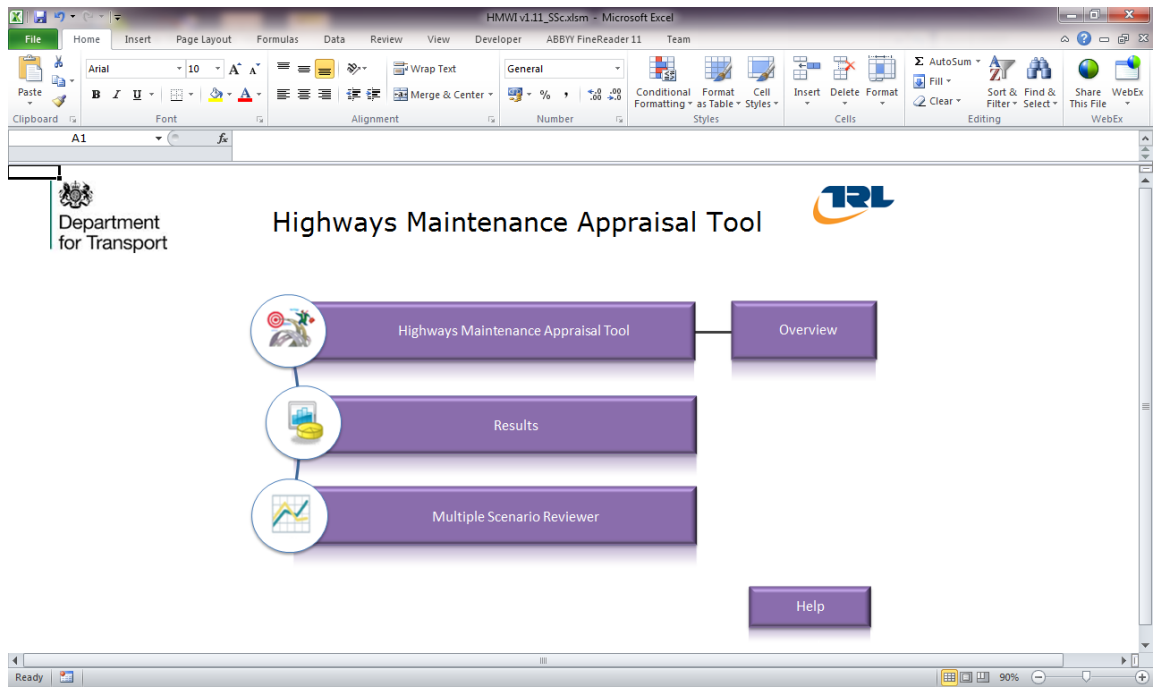 HMWI v1.11_SSc.xlsm - Microsoft Excel
File Home Insert Page Layout Formulas Data Review View Developer ABBYY FineReader 11 Team
Paste
Arial 10 A A
B I U A
Wrap Text
Merge & Center
General
% , .00 .0
Conditional Formatting
Format as Table
Cell Styles
Insert Delete Format
Σ AutoSum
Fill
Clear
Sort & Filter
Find & Select
Share This File
WebEx
Clipboard Font Alignment Number Styles Cells Editing WebEx
A1 fx
Department
for Transport
Highways Maintenance Appraisal Tool
TRL
Highways Maintenance Appraisal Tool
Overview
Results
Multiple Scenario Reviewer
Help
Ready 90%